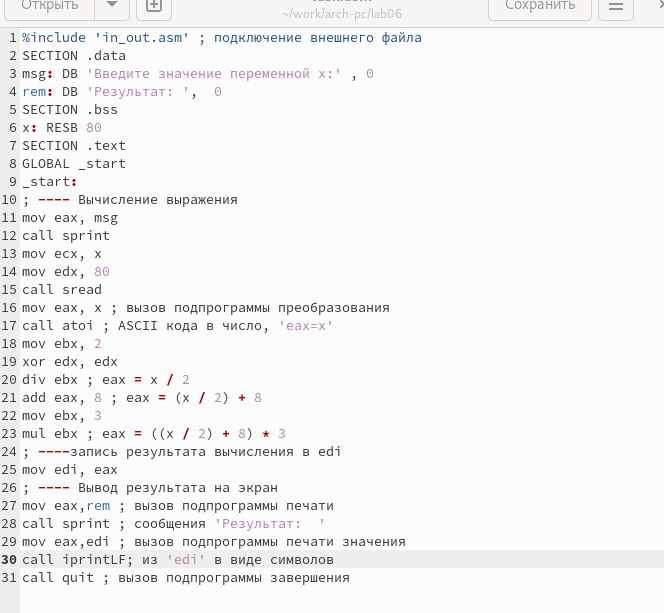 Открыть
~/work/arch-pc/lab06
Сохранить
1 %include 'in_out.asm' ; подключение внешнего файла
2 SECTION .data
3 msg: DB 'Введите значение переменной x:' , 0
4 rem: DB 'Результат: ',  0
5 SECTION .bss
6 x: RESB 80
7 SECTION .text
8 GLOBAL _start
9 _start:
10 ; ---- Вычисление выражения
11 mov eax, msg
12 call sprint
13 mov ecx, x
14 mov edx, 80
15 call sread
16 mov eax, x ; вызов подпрограммы преобразования
17 call atoi ; ASCII кода в число, 'eax=x'
18 mov ebx, 2
19 xor edx, edx
20 div ebx ; eax = x / 2
21 add eax, 8 ; eax = (x / 2) + 8
22 mov ebx, 3
23 mul ebx ; eax = ((x / 2) + 8) * 3
24 ; ----запись результата вычисления в edi
25 mov edi, eax
26 ; ---- Вывод результата на экран
27 mov eax,rem ; вызов подпрограммы печати
28 call sprint ; сообщения 'Результат:  '
29 mov eax,edi ; вызов подпрограммы печати значения
30 call iprintLF; из 'edi' в виде символов
31 call quit ; вызов подпрограммы завершения